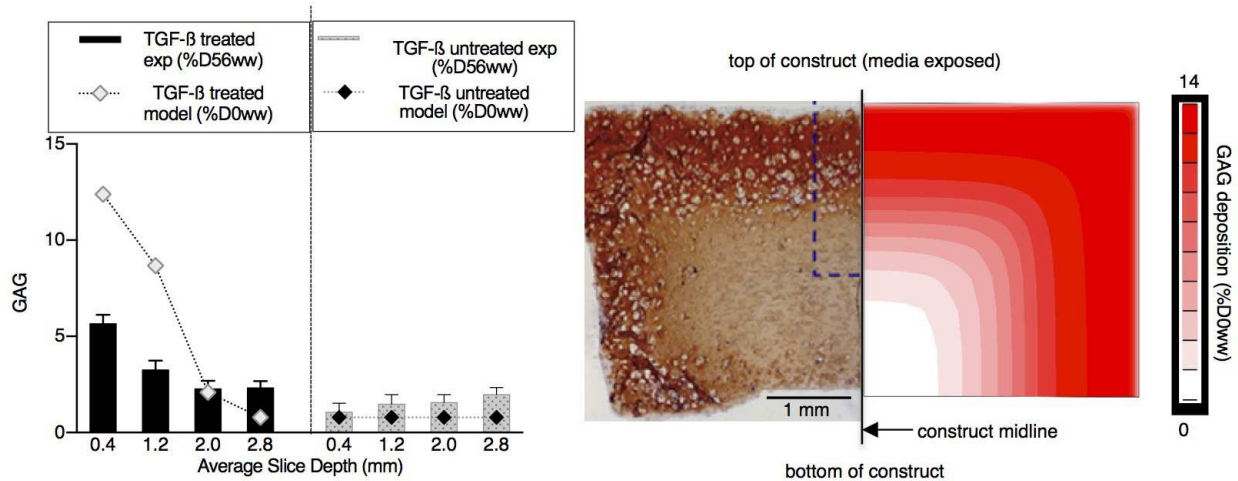 TGF-ß treated
exp (%D56ww)
TGF-ß treated
model (%D0ww)
TGF-ß untreated exp
(%D56ww)
TGF-ß untreated
model (%D0ww)
15
10
5
0
GAG
0.4 1.2 2.0 2.8 0.4 1.2 2.0 2.8
Average Slice Depth (mm)
top of construct (media exposed)
1 mm
construct midline
bottom of construct
14
GAG deposition (%D0ww)
0